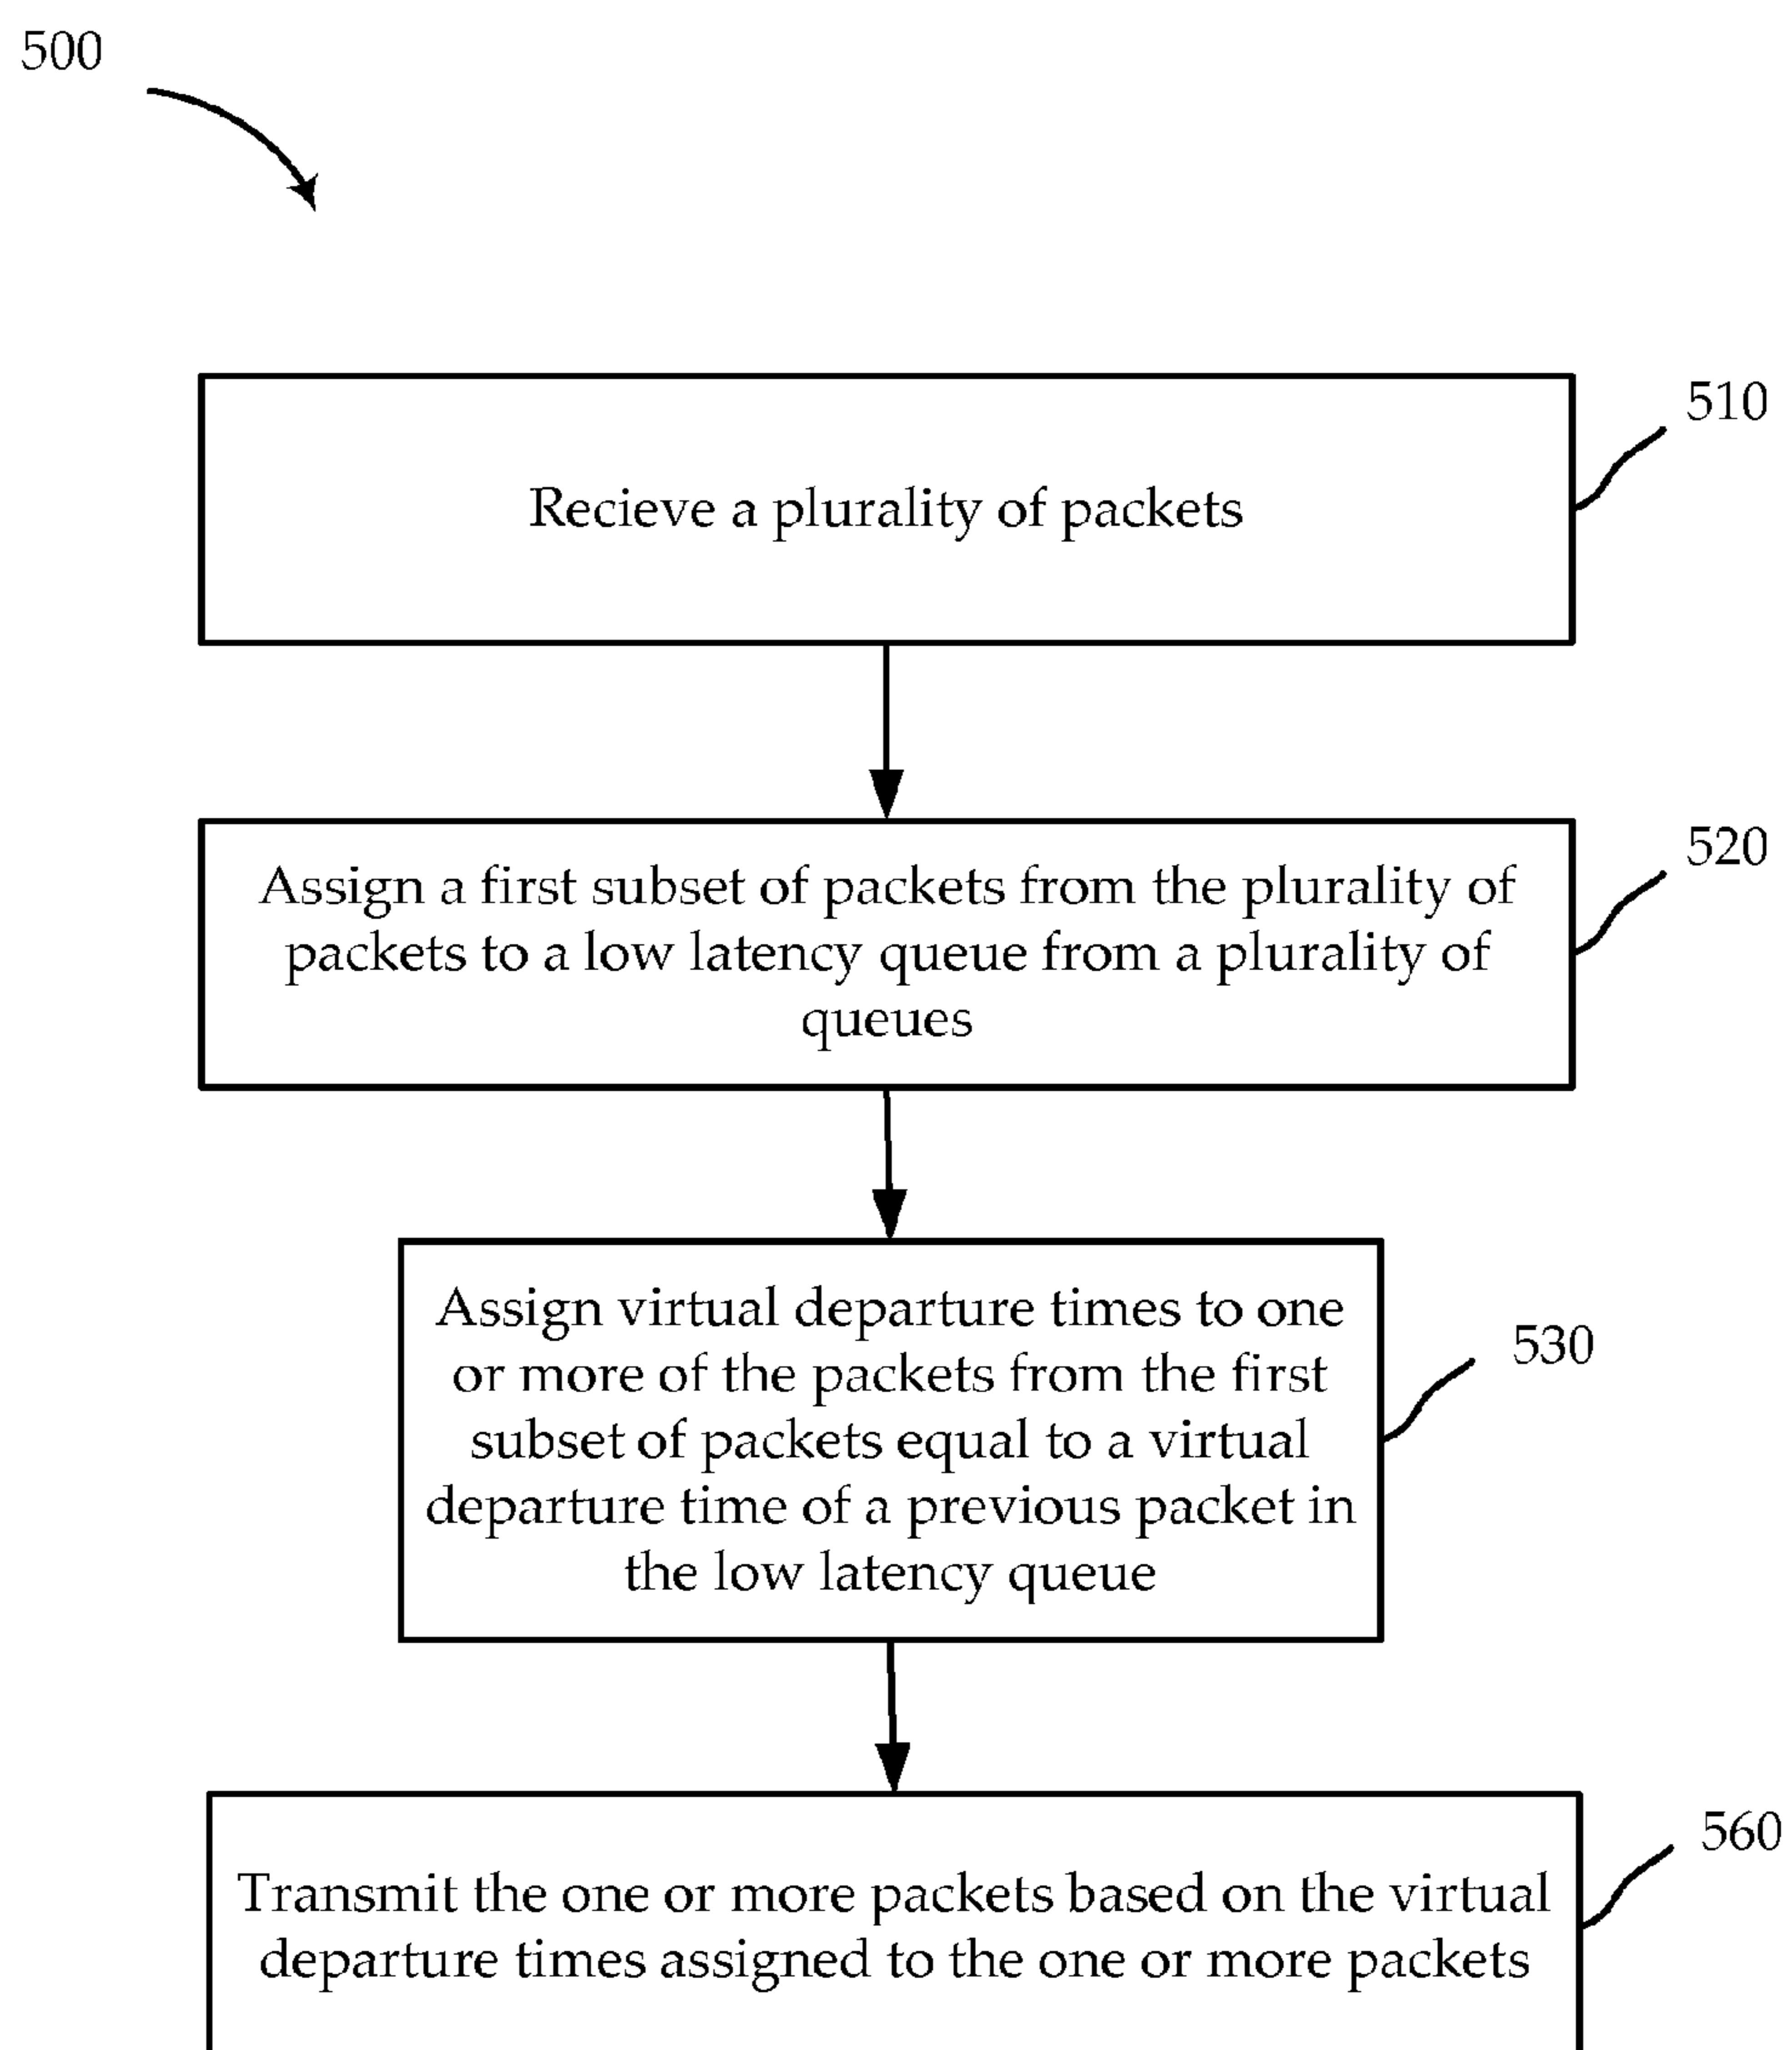 500
510
Recieve a plurality of packets
520
Assign a first subset of packets from the plurality of
packets to a low latency queue from a plurality of
queues
530
Assign virtual departure times to one
or more of the packets from the first
subset of packets equal to a virtual
departure time of a previous packet in
the low latency queue
560
Transmit the one or more packets based on the virtual
departure times assigned to the one or more packets